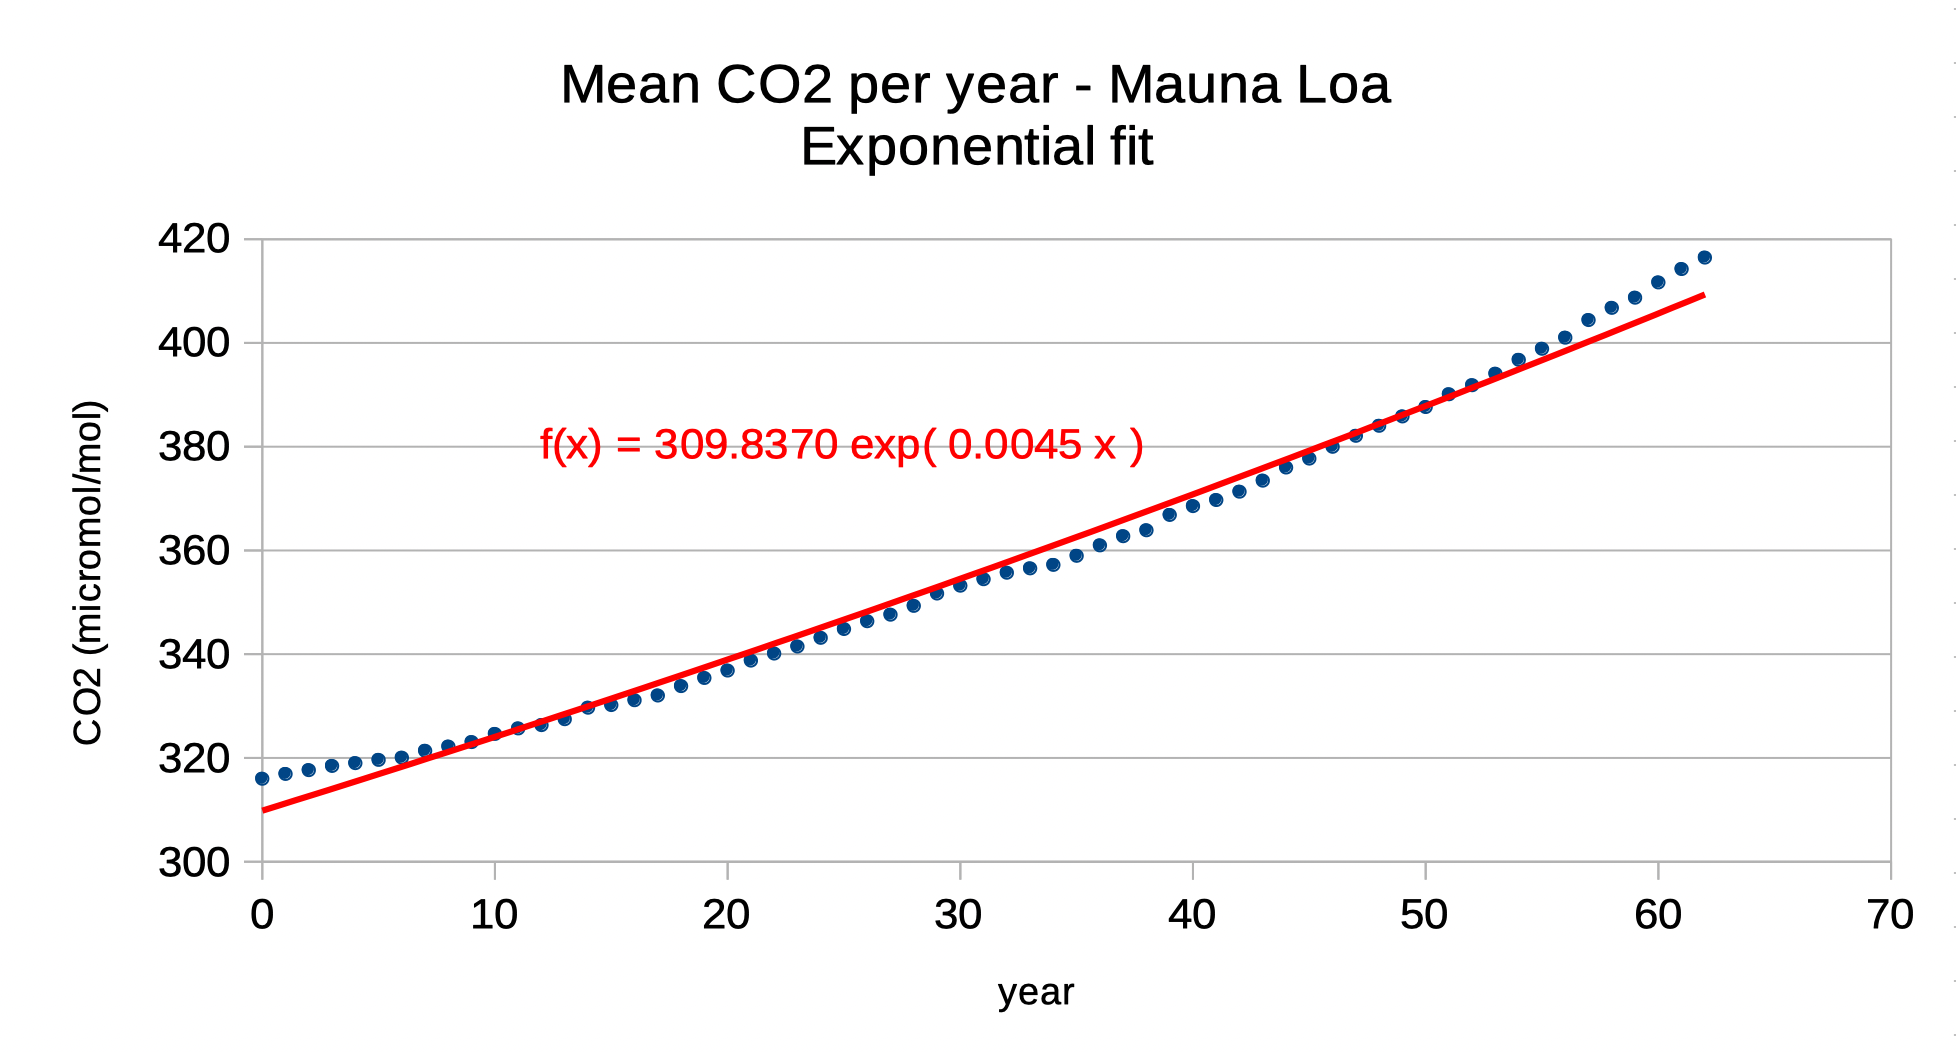 Mean CO2 per year - Mauna Loa
Exponential fit
420
400
380
360
340
320
300
f(x) = 309.8370 exp( 0.0045 x )
CO2 (micromol/mol)
0 10 20 30 40 50 60 70
year